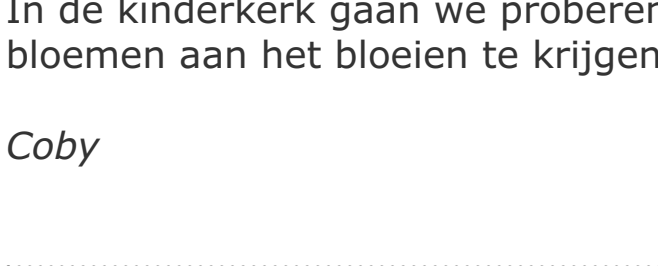 In de kinderkerk gaan we proberen
bloemen aan het bloeien te krijgen
Coby